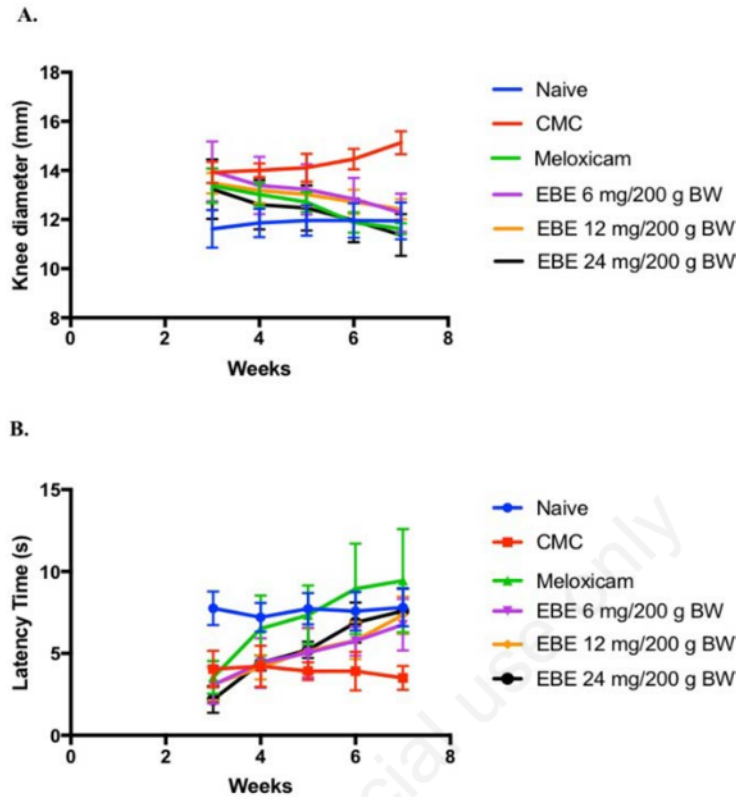 A.
18
16
14
12
10
8
0
2
4
6
8
Knee diameter (mm)
Weeks
Naive
CMC
Meloxicam
EBE 6 mg/200 g BW
EBE 12 mg/200 g BW
EBE 24 mg/200 g BW
B.
15
10
5
0
0
2
4
6
8
Latency Time (s)
Weeks
Naive
CMC
Meloxicam
EBE 6 mg/200 g BW
EBE 12 mg/200 g BW
EBE 24 mg/200 g BW
use only